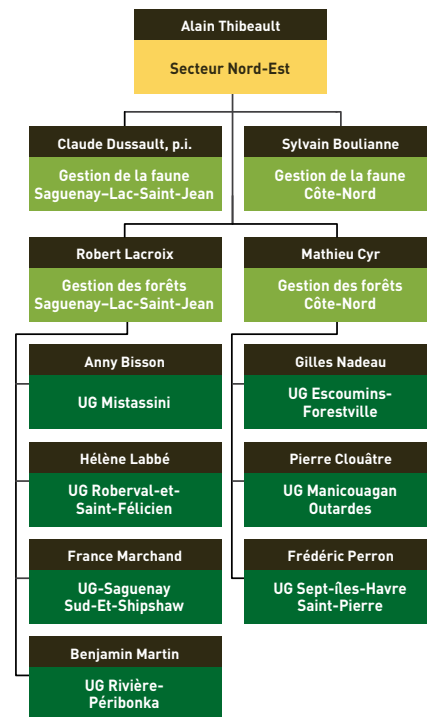 Alain Thibeault
Secteur Nord-Est
Claude Dussault, p.i.
Gestion de la faune
Saguenay–Lac-Saint-Jean
Sylvain Boulianne
Gestion de la faune
Côte-Nord
Robert Lacroix
Gestion des forêts
Saguenay–Lac-Saint-Jean
Mathieu Cyr
Gestion des forêts
Côte-Nord
Anny Bisson
UG Mistassini
Hélène Labbé
UG Roberval-et-
Saint-Félicien
France Marchand
UG-Saguenay
Sud-Et-Shipshaw
Benjamin Martin
UG Rivière-
Péribonka
Gilles Nadeau
UG Escoumins-
Forestville
Pierre Clouâtre
UG Manicouagan
Outardes
Frédéric Perron
UG Sept-îles-Havre
Saint-Pierre